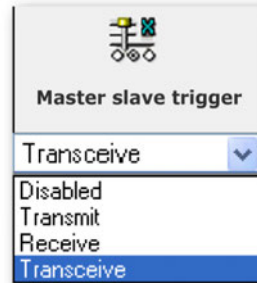 Master slave trigger
Transceive
Disabled
Transmit
Receive
Transceive